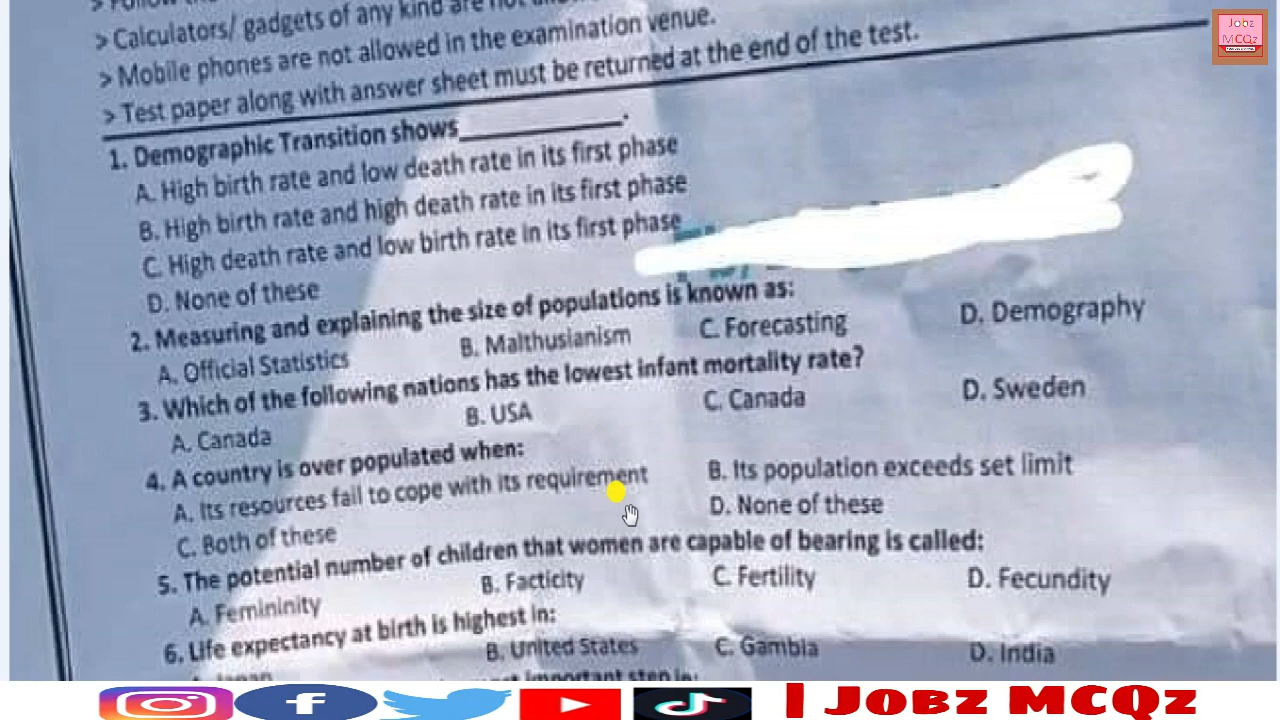 > Calculators/ gadgets of any kind are not
> Mobile phones are not allowed in the examination venue.
> Test paper along with answer sheet must be returned at the end of the test.
Jobz
MCQz
1. Demographic Transition shows____________.
A. High birth rate and low death rate in its first phase
B. High birth rate and high death rate in its first phase
C. High death rate and low birth rate in its first phase
D. None of these
2. Measuring and explaining the size of populations is known as:
A. Official Statistics B. Malthusianism C. Forecasting D. Demography
3. Which of the following nations has the lowest infant mortality rate?
A. Canada B. USA C. Canada D. Sweden
4. A country is over populated when:
A. Its resources fail to cope with its requirement B. Its population exceeds set limit
C. Both of these D. None of these
5. The potential number of children that women are capable of bearing is called:
A. Femininity B. Facticity C. Fertility D. Fecundity
6. Life expectancy at birth is highest in:
A. Japan B. United States C. Gambia D. India
important step in:
| Jobz MCQz